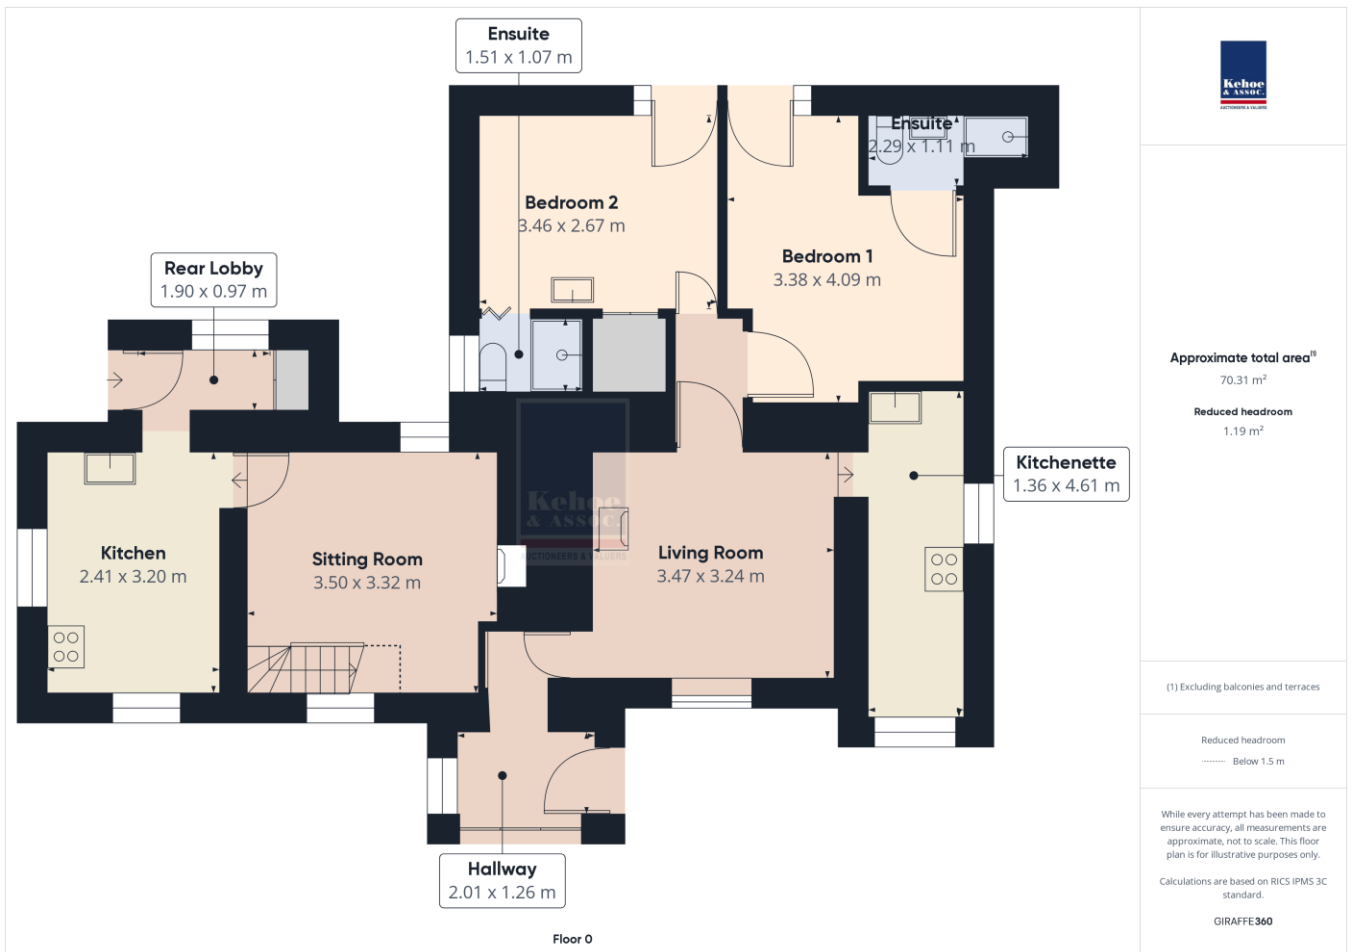 Ensuite
1.51 x 1.07 m
Ensuite
2.29 x 1.11 m
Bedroom 2
3.46 x 2.67 m
Bedroom 1
3.38 x 4.09 m
Rear Lobby
1.90 x 0.97 m
Kitchenette
1.36 x 4.61 m
Kitchen
2.41 x 3.20 m
Sitting Room
3.50 x 3.32 m
Living Room
3.47 x 3.24 m
Kehoe
& ASSOC.
AUCTIONEERS & VALUERS
Hallway
2.01 x 1.26 m
Floor 0
Kehoe
& ASSOC.
AUCTIONEERS & VALUERS
Approximate total area(1)
70.31 m²
Reduced headroom
1.19 m²
(1) Excluding balconies and terraces
Reduced headroom
Below 1.5 m
While every attempt has been made to
ensure accuracy, all measurements are
approximate, not to scale. This floor
plan is for illustrative purposes only.
Calculations are based on RICS IPMS 3C
standard.
GIRAFFE360